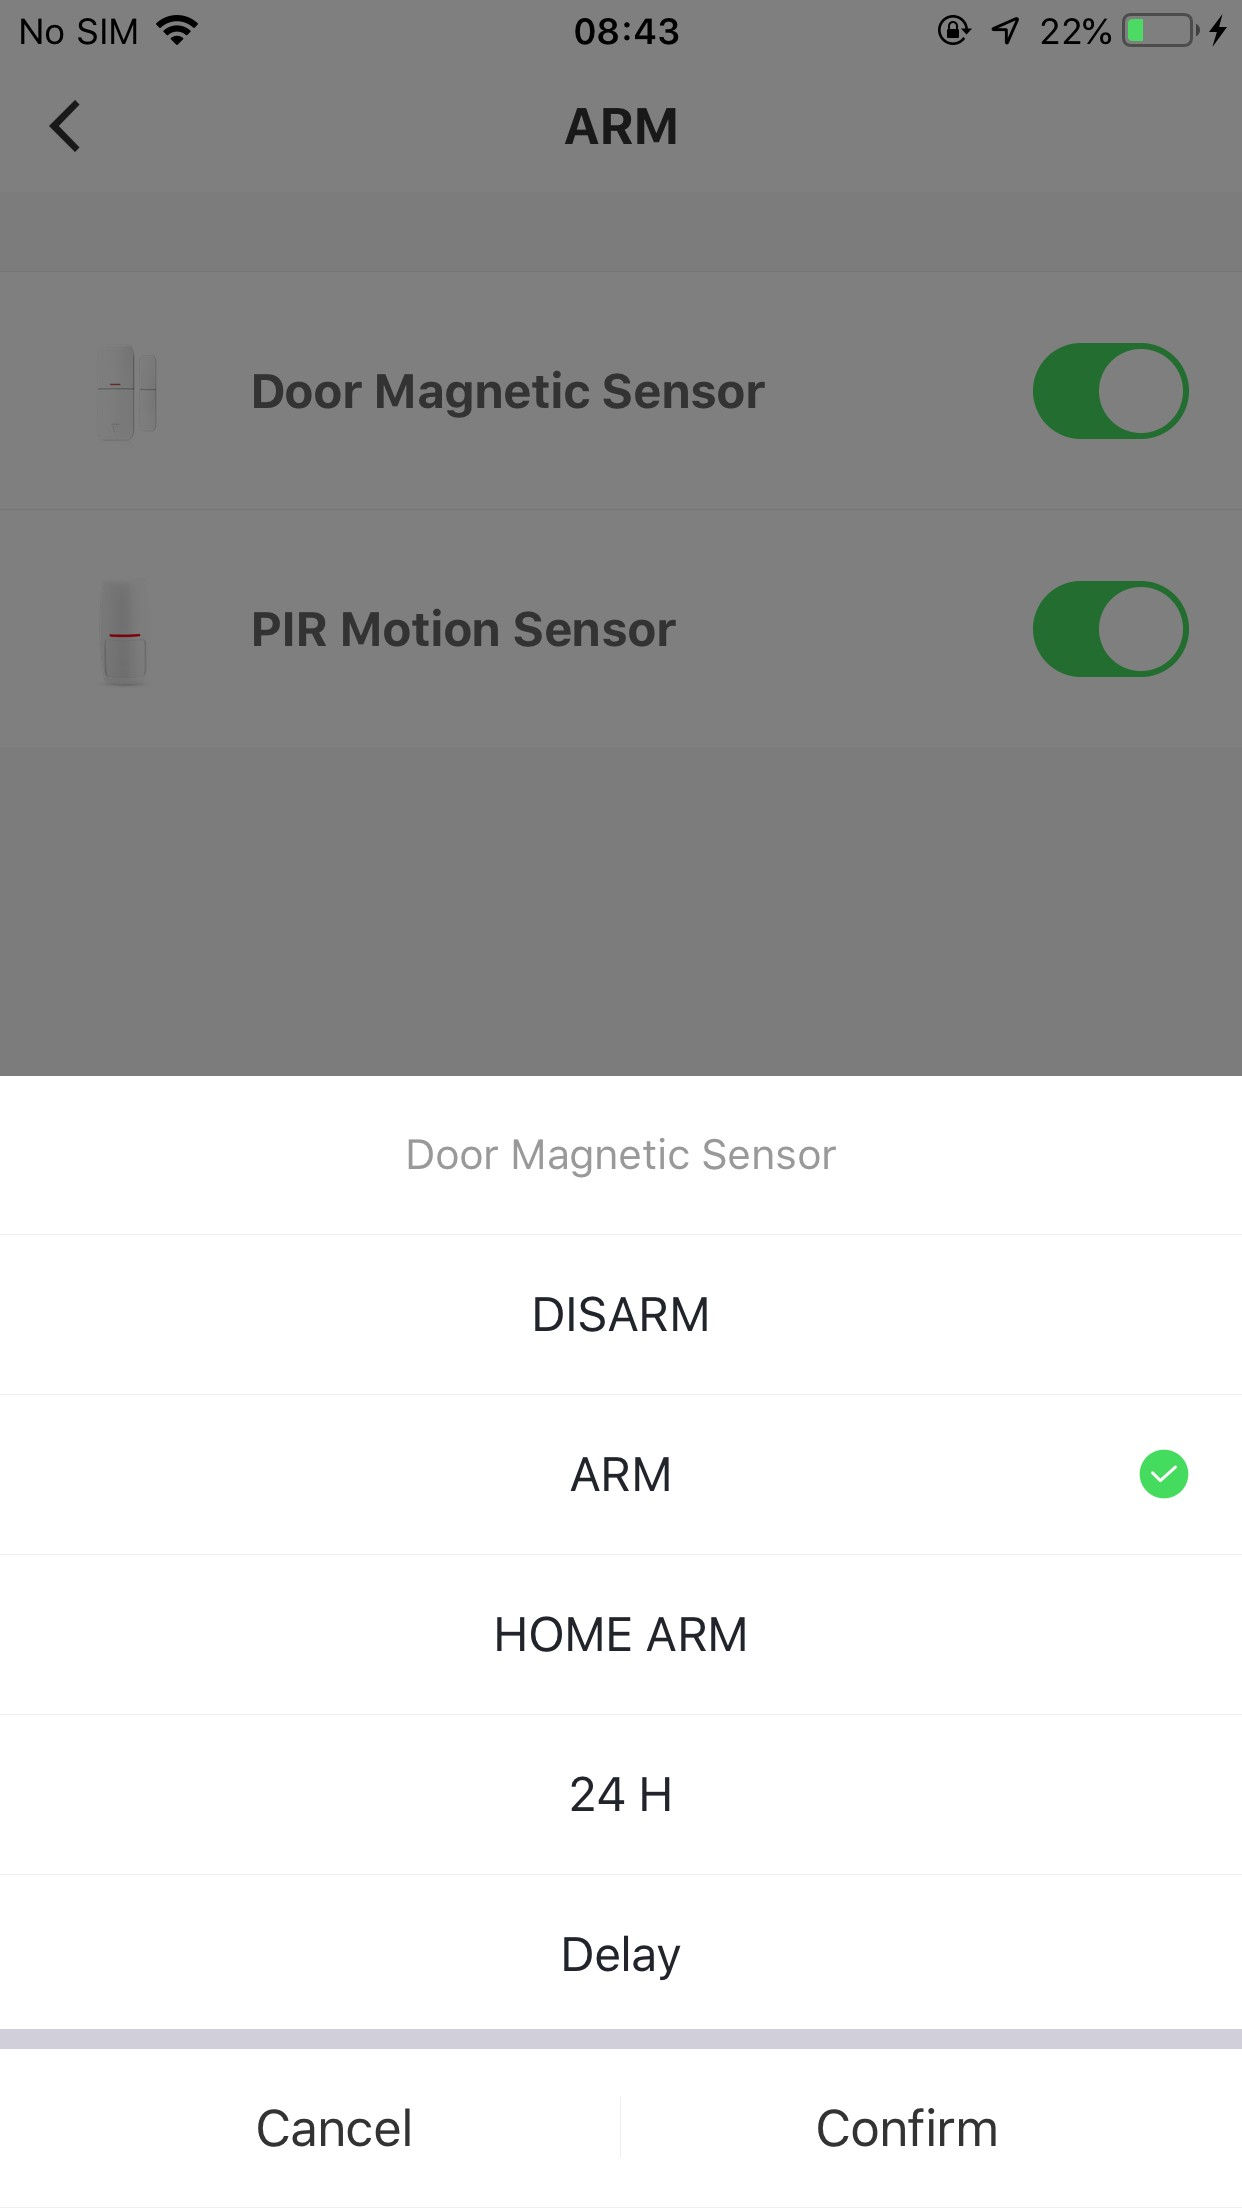 No SIM 08:43 22%
ARM
Door Magnetic Sensor
PIR Motion Sensor
Door Magnetic Sensor
DISARM
ARM
HOME ARM
24 H
Delay
Cancel Confirm